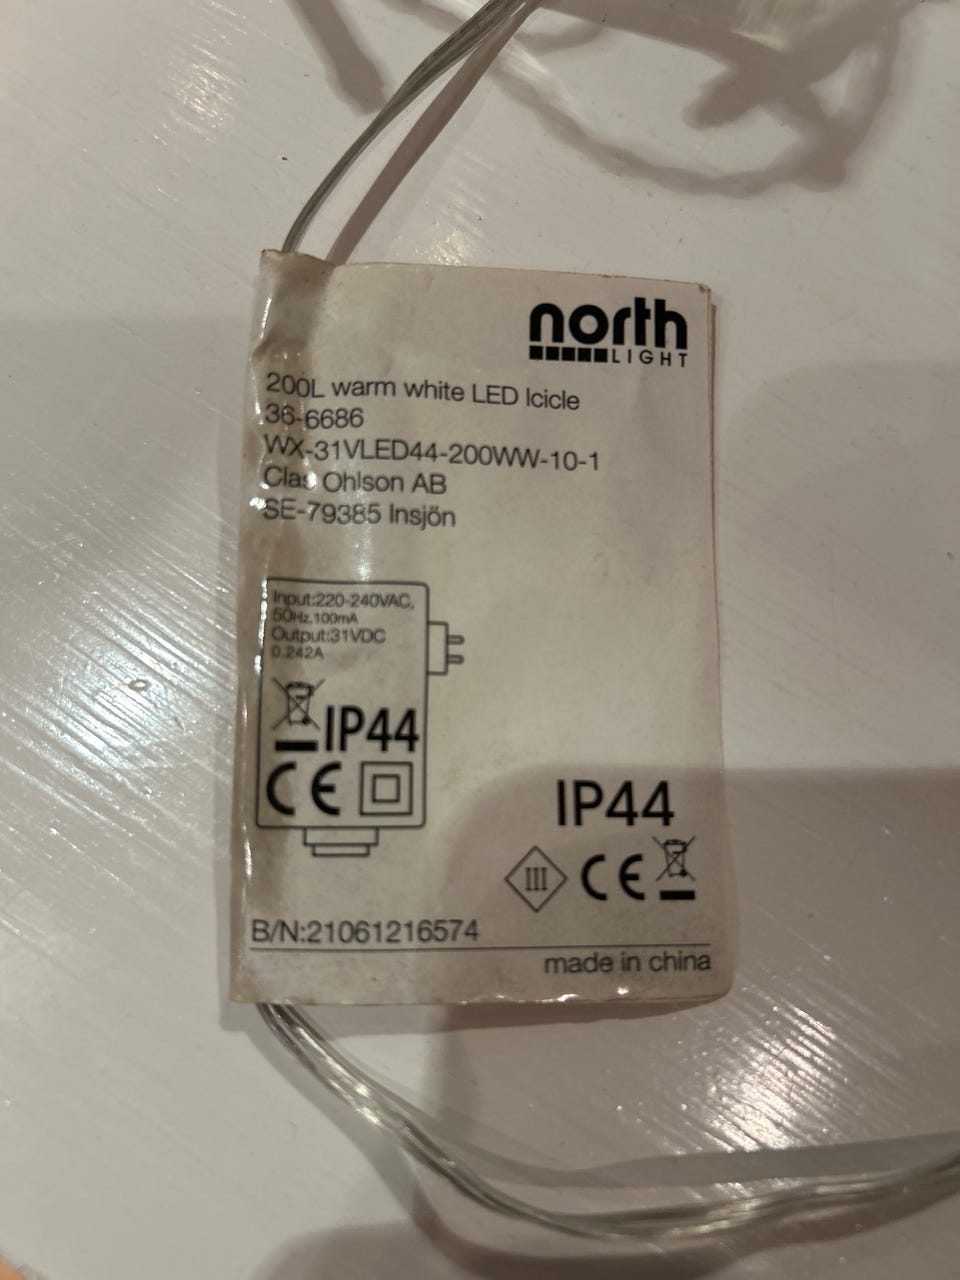 north
LIGHT
200L warm white LED Icicle
36-6686
WX-31VLED44-200WW-10-1
Clas Ohlson AB
SE-79385 Insjön
Input:220-240VAC,
50Hz,100mA
Output:31VDC
0.242A
IP44
CE
IP44
III CE
B/N:21061216574
made in china